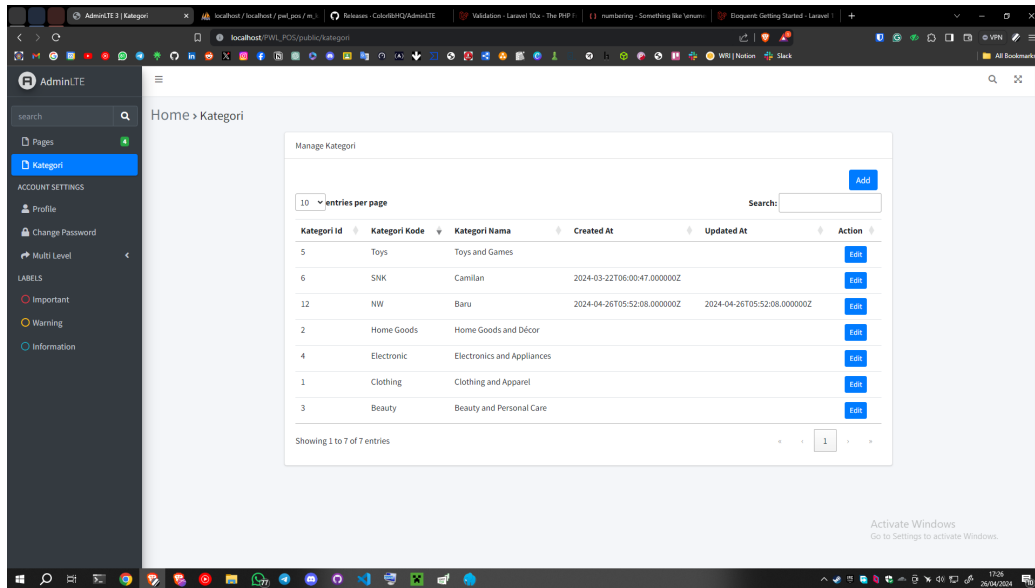 AdminLTE 3 | Kategori
localhost / localhost / pwl_pos / m_k
Releases · ColorlibHQ/AdminLTE
Validation - Laravel 10.x - The PHP F
numbering - Something like \enum
Eloquent: Getting Started - Laravel 1
localhost/PWL_POS/public/kategori
VPN
WRI | Notion
Slack
All Bookmarks
AdminLTE
search
Home › Kategori
Pages
4
Kategori
ACCOUNT SETTINGS
Profile
Change Password
Multi Level
LABELS
Important
Warning
Information
Manage Kategori
Add
10 entries per page
Search:
Kategori Id Kategori Kode Kategori Nama Created At Updated At Action
5 Toys Toys and Games Edit
6 SNK Camilan 2024-03-22T06:00:47.000000Z Edit
12 NW Baru 2024-04-26T05:52:08.000000Z 2024-04-26T05:52:08.000000Z Edit
2 Home Goods Home Goods and Décor Edit
4 Electronic Electronics and Appliances Edit
1 Clothing Clothing and Apparel Edit
3 Beauty Beauty and Personal Care Edit
Showing 1 to 7 of 7 entries
« ‹ 1 › »
Activate Windows
Go to Settings to activate Windows.
17:26
26/04/2024